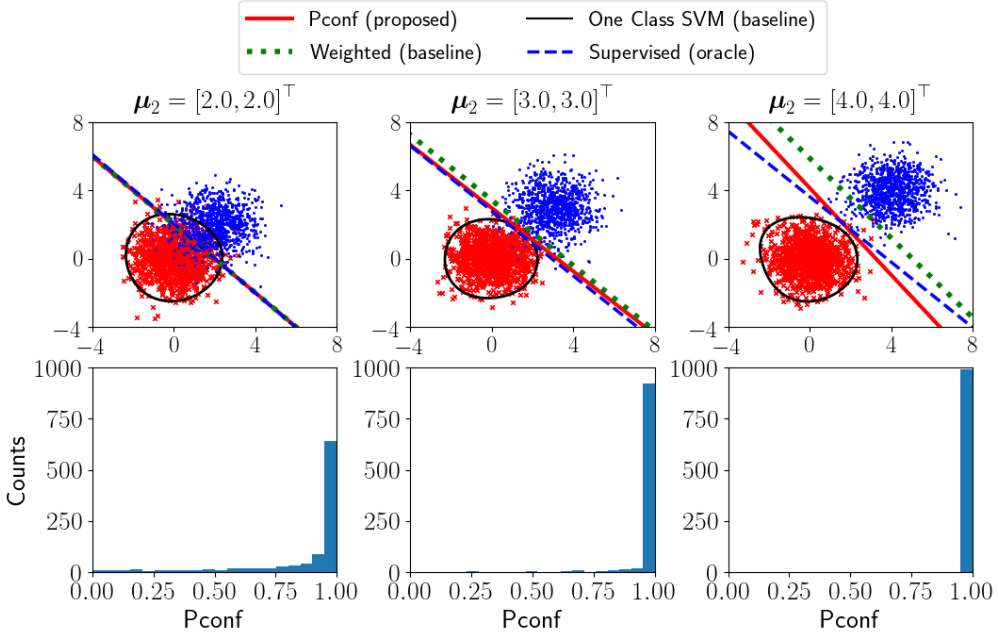 Pconf (proposed) One Class SVM (baseline)
Weighted (baseline) Supervised (oracle)
μ₂ = [2.0, 2.0]⊤ μ₂ = [3.0, 3.0]⊤ μ₂ = [4.0, 4.0]⊤
8 8 8
4 4 4
0 0 0
−4 −4 −4
−4 0 4 8 −4 0 4 8 −4 0 4 8
1000 1000 1000
750 750 750
500 500 500
250 250 250
0 0 0
0.00 0.25 0.50 0.75 1.00 0.00 0.25 0.50 0.75 1.00 0.00 0.25 0.50 0.75 1.00
Counts
Pconf Pconf Pconf